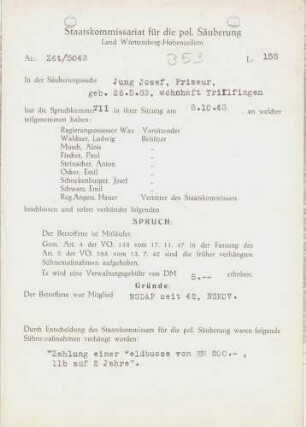 Staatskommissariat für die pol. Säuberung
Land Württemberg-Hohenzollern
Az.: 26t/5043 353 L: 158
In der Säuberungssache Jung Josef, Friseur,
geb. 26.5.83, wohnhaft Trillfingen
hat die Spruchkammer VII in ihrer Sitzung am 8.10.48, an welcher
teilgenommen haben:
Regierungsassessor Wax Vorsitzender
Waldner, Ludwig Beisitzer
Masch, Alois „
Fischer, Paul „
Steinacher, Anton „
Osker, Emil „
Schneckenburger, Josef „
Schwarz, Emil „
Reg.Angest. Hauer Vertreter des Staatskommissars
beschlossen und sofort verkündet folgenden
SPRUCH:
Der Betroffene ist Mitläufer.
Gem. Art. 4 der VO. 133 vom 17. 11. 47 in der Fassung des
Art. 2 der VO. 165 vom 13. 7. 48 sind die früher verhängten
Sühnemaßnahmen aufgehoben.
Es wird eine Verwaltungsgebühr von DM 5.-- erhoben.
Gründe:
Der Betroffene war Mitglied NSDAP seit 42, NSKOV.
Durch Entscheidung des Staatskommissars für die pol. Säuberung waren folgende
Sühnemaßnahmen verhängt worden:
"Zahlung einer Geldbusse von RM 200.-- ,
11b auf 2 Jahre".